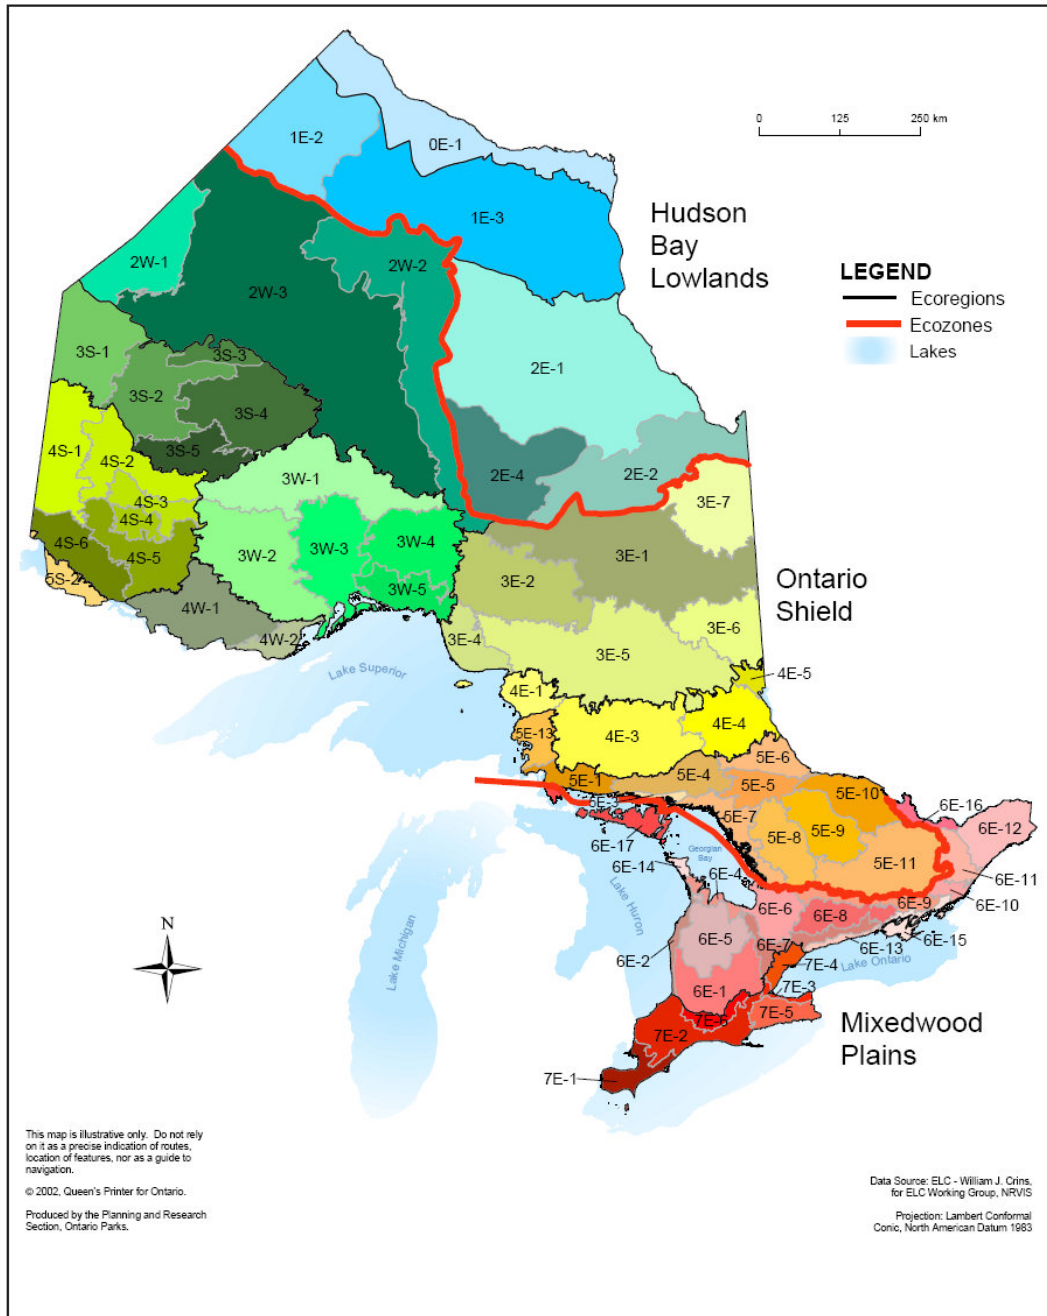 0 125 250 km
1E-2
0E-1
1E-3
Hudson
Bay
Lowlands
2W-1
2W-2
2W-3
LEGEND
Ecoregions
Ecozones
Lakes
3S-1
3S-3
3S-2
3S-4
2E-1
4S-1
4S-2
3S-5
3W-1
2E-4
2E-2
3E-7
4S-3
4S-4
4S-6
4S-5
3W-2
3W-3
3W-4
3E-1
5S-2
3W-5
3E-2
Ontario
Shield
4W-1
4W-2
3E-4
3E-5
3E-6
Lake Superior
4E-5
4E-1
4E-3
4E-4
5E-13
5E-6
5E-1
5E-4
5E-5
5E-10
5E-3
5E-7
6E-16
5E-8
5E-9
6E-12
6E-17
5E-11
Georgian
Bay
6E-14
6E-4
6E-11
Lake Huron
6E-6
6E-8
6E-9
6E-10
6E-5
6E-7
6E-13
6E-15
6E-2
7E-4
Lake Ontario
N
Lake Michigan
6E-1
7E-3
7E-6
7E-5
7E-2
Mixedwood
Plains
7E-1
This map is illustrative only. Do not rely
on it as a precise indication of routes,
location of features, nor as a guide to
navigation.
© 2002, Queen's Printer for Ontario.
Produced by the Planning and Research
Section, Ontario Parks.
Data Source: ELC - William J. Crins,
for ELC Working Group, NRVIS
Projection: Lambert Conformal
Conic, North American Datum 1983